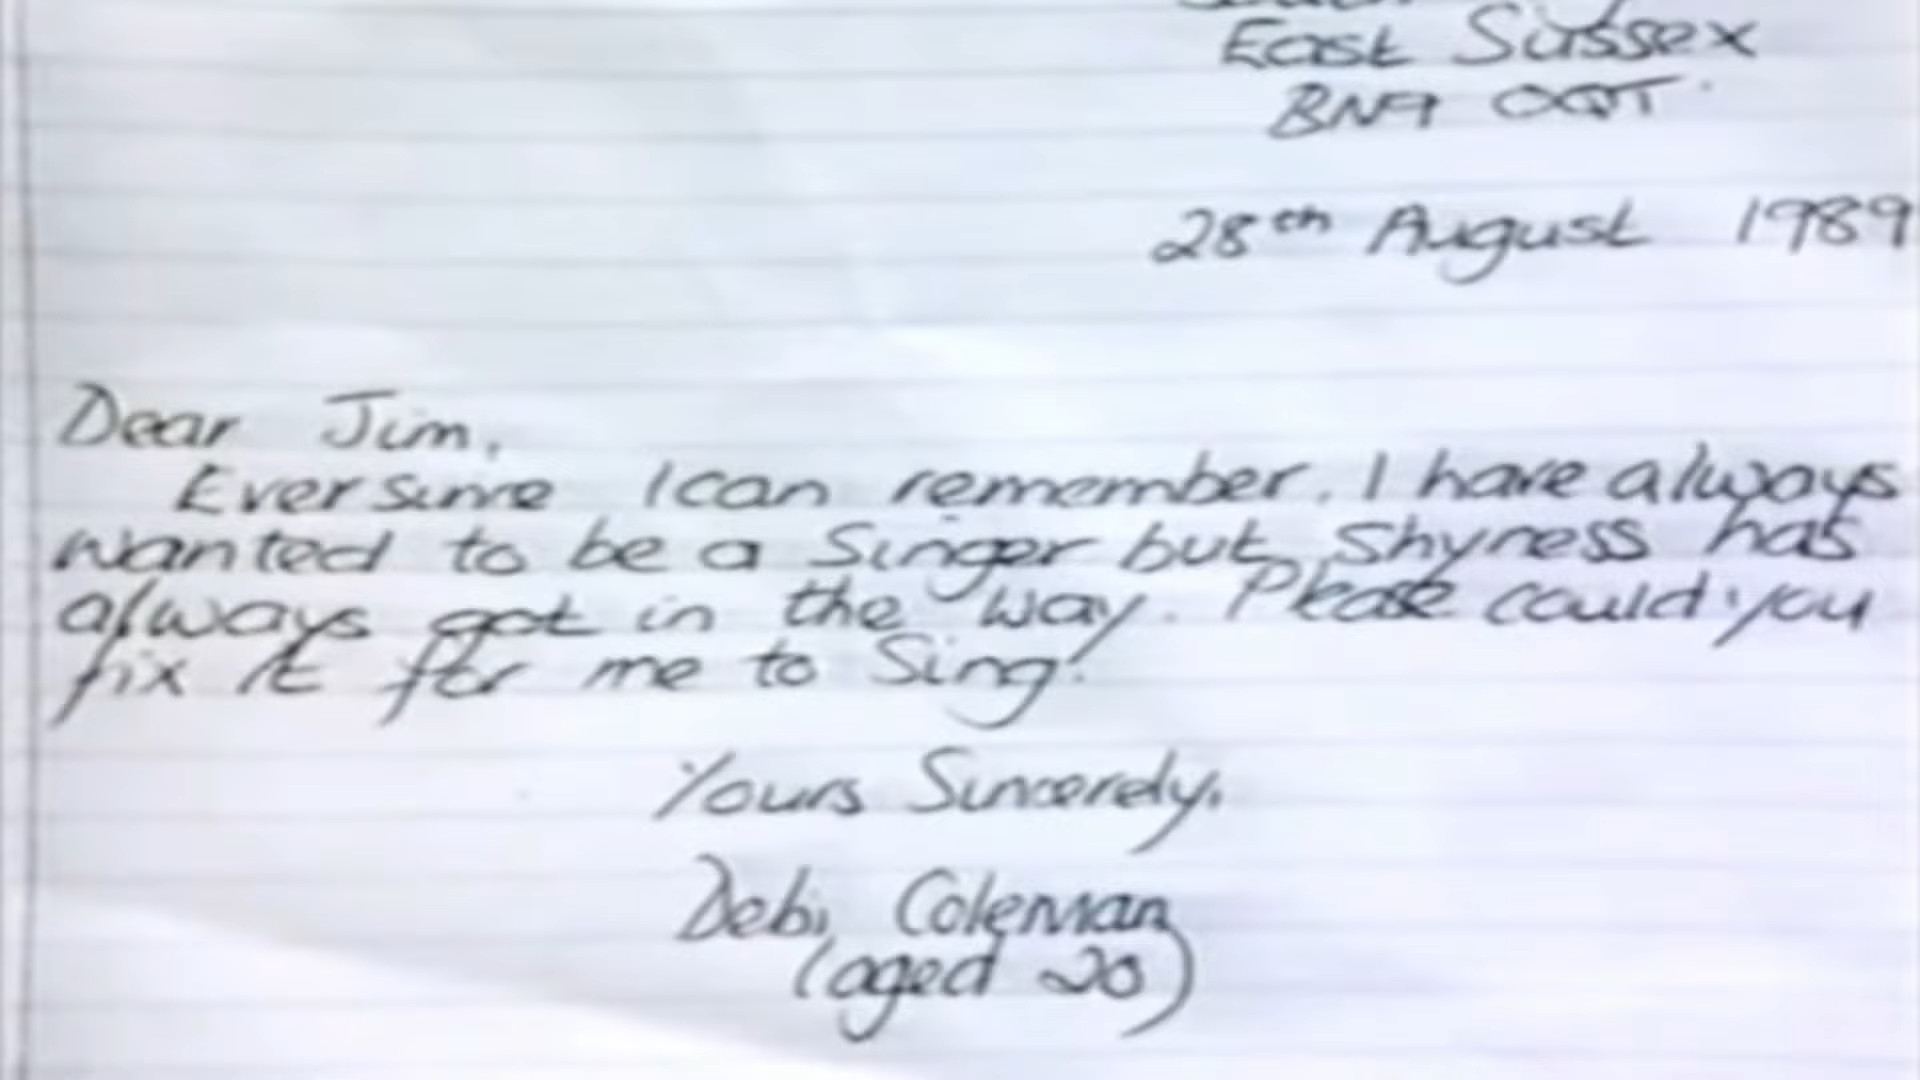 East Sussex
BN9 0QT.
28th August 1989
Dear Jim,
Ever since I can remember, I have always
wanted to be a Singer but Shyness has
always got in the way. Please could you
fix it for me to Sing!
Yours Sincerely,
Debi Coleman
(aged 20)